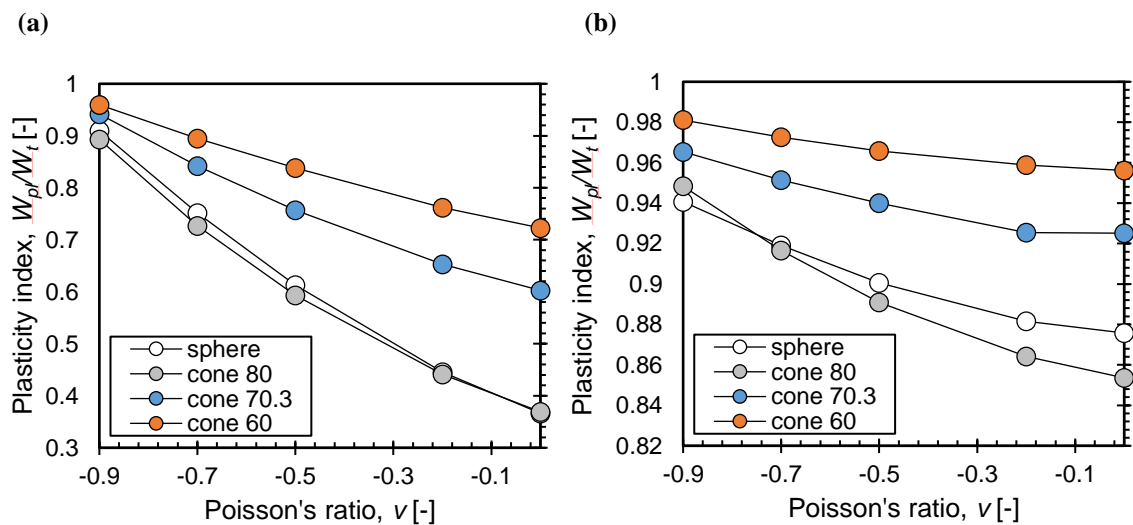 (a)
Plasticity index, Wpl/Wt [-]
1
0.9
0.8
0.7
0.6
0.5
0.4
0.3
sphere
cone 80
cone 70.3
cone 60
-0.9
-0.7
-0.5
-0.3
-0.1
Poisson's ratio, ν [-]
(b)
Plasticity index, Wpl/Wt [-]
1
0.98
0.96
0.94
0.92
0.9
0.88
0.86
0.84
0.82
sphere
cone 80
cone 70.3
cone 60
-0.9
-0.7
-0.5
-0.3
-0.1
Poisson's ratio, ν [-]